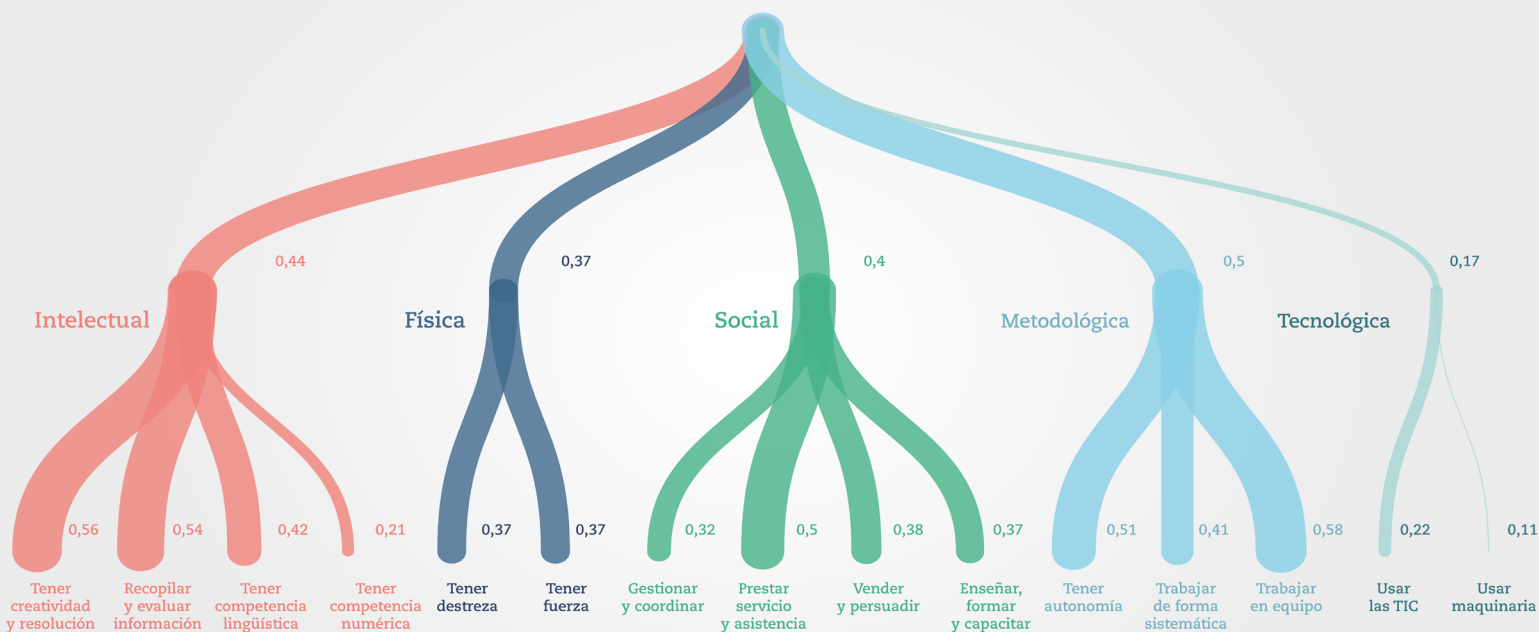 0,44
0,37
0,4
0,5
0,17
Intelectual
Física
Social
Metodológica
Tecnológica
0,56
0,54
0,42
0,21
0,37
0,37
0,32
0,5
0,38
0,37
0,51
0,41
0,58
0,22
0,11
Tener
creatividad
y resolución
Recopilar
y evaluar
información
Tener
competencia
lingüística
Tener
competencia
numérica
Tener
destreza
Tener
fuerza
Gestionar
y coordinar
Prestar
servicio
y asistencia
Vender
y persuadir
Enseñar,
formar
y capacitar
Tener
autonomía
Trabajar
de forma
sistemática
Trabajar
en equipo
Usar
las TIC
Usar
maquinaria